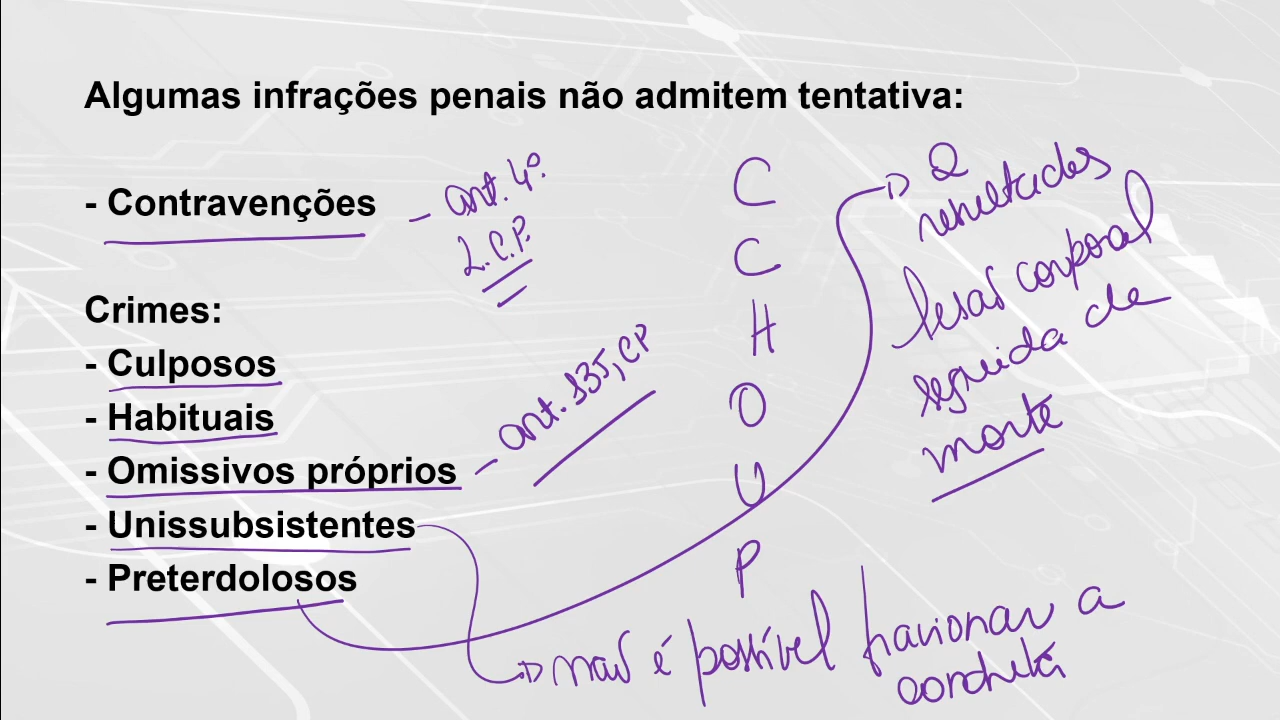 Algumas infrações penais não admitem tentativa:
- Contravenções
- art. 4º.
L.C.P.
Crimes:
- Culposos
- Habituais
- Omissivos próprios
- art. 135, CP
- Unissubsistentes
- Preterdolosos
C
C
H
O
U
P
2
resultados
lesão corporal
seguida de
morte
não é possível fracionar a
conduta